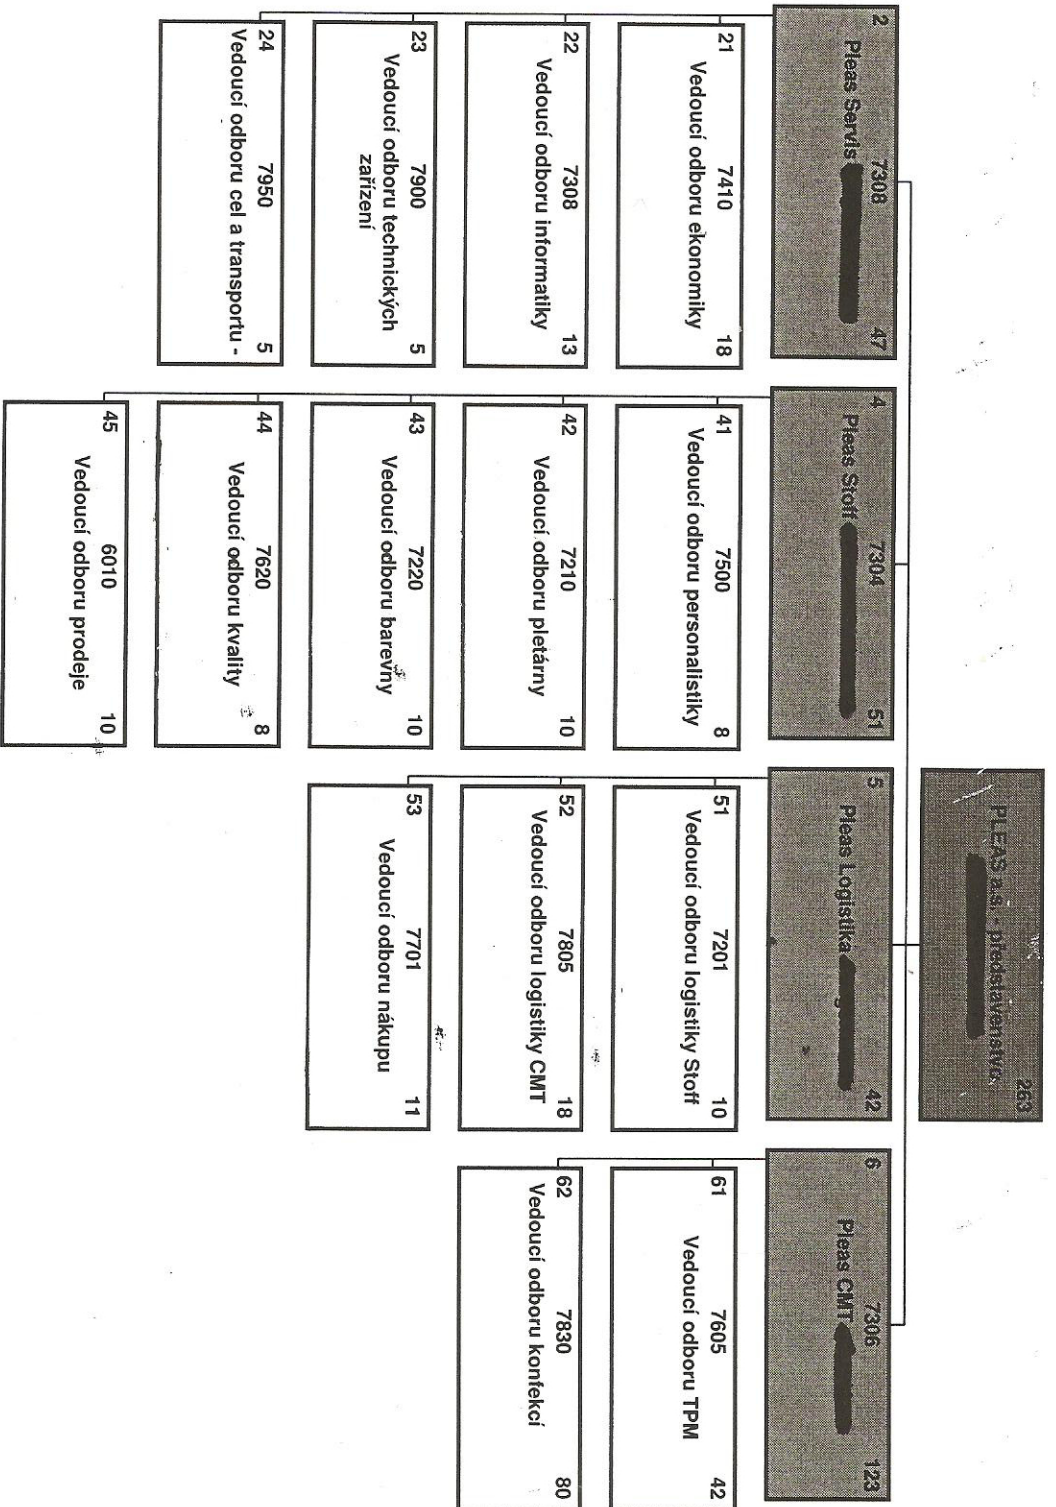 PLEAS a.s. - představenstvo
263
2 7308 47
Pleas Servis
21 7410 18
Vedoucí odboru ekonomiky
22 7308 13
Vedoucí odboru informatiky
23 7900 5
Vedoucí odboru technických
zařízení
24 7950 5
Vedoucí odboru cel a transportu -
4 7304 51
Pleas Stoff
41 7500 8
Vedoucí odboru personalistiky
42 7210 10
Vedoucí odboru pletárny
43 7220 10
Vedoucí odboru barevny
44 7620 8
Vedoucí odboru kvality
45 6010 10
Vedoucí odboru prodeje
5 42
Pleas Logistika
51 7201 10
Vedoucí odboru logistiky Stoff
52 7805 18
Vedoucí odboru logistiky CMT
53 7701 11
Vedoucí odboru nákupu
6 7306 123
Pleas CMT
61 7605 42
Vedoucí odboru TPM
62 7830 80
Vedoucí odboru konfekcí